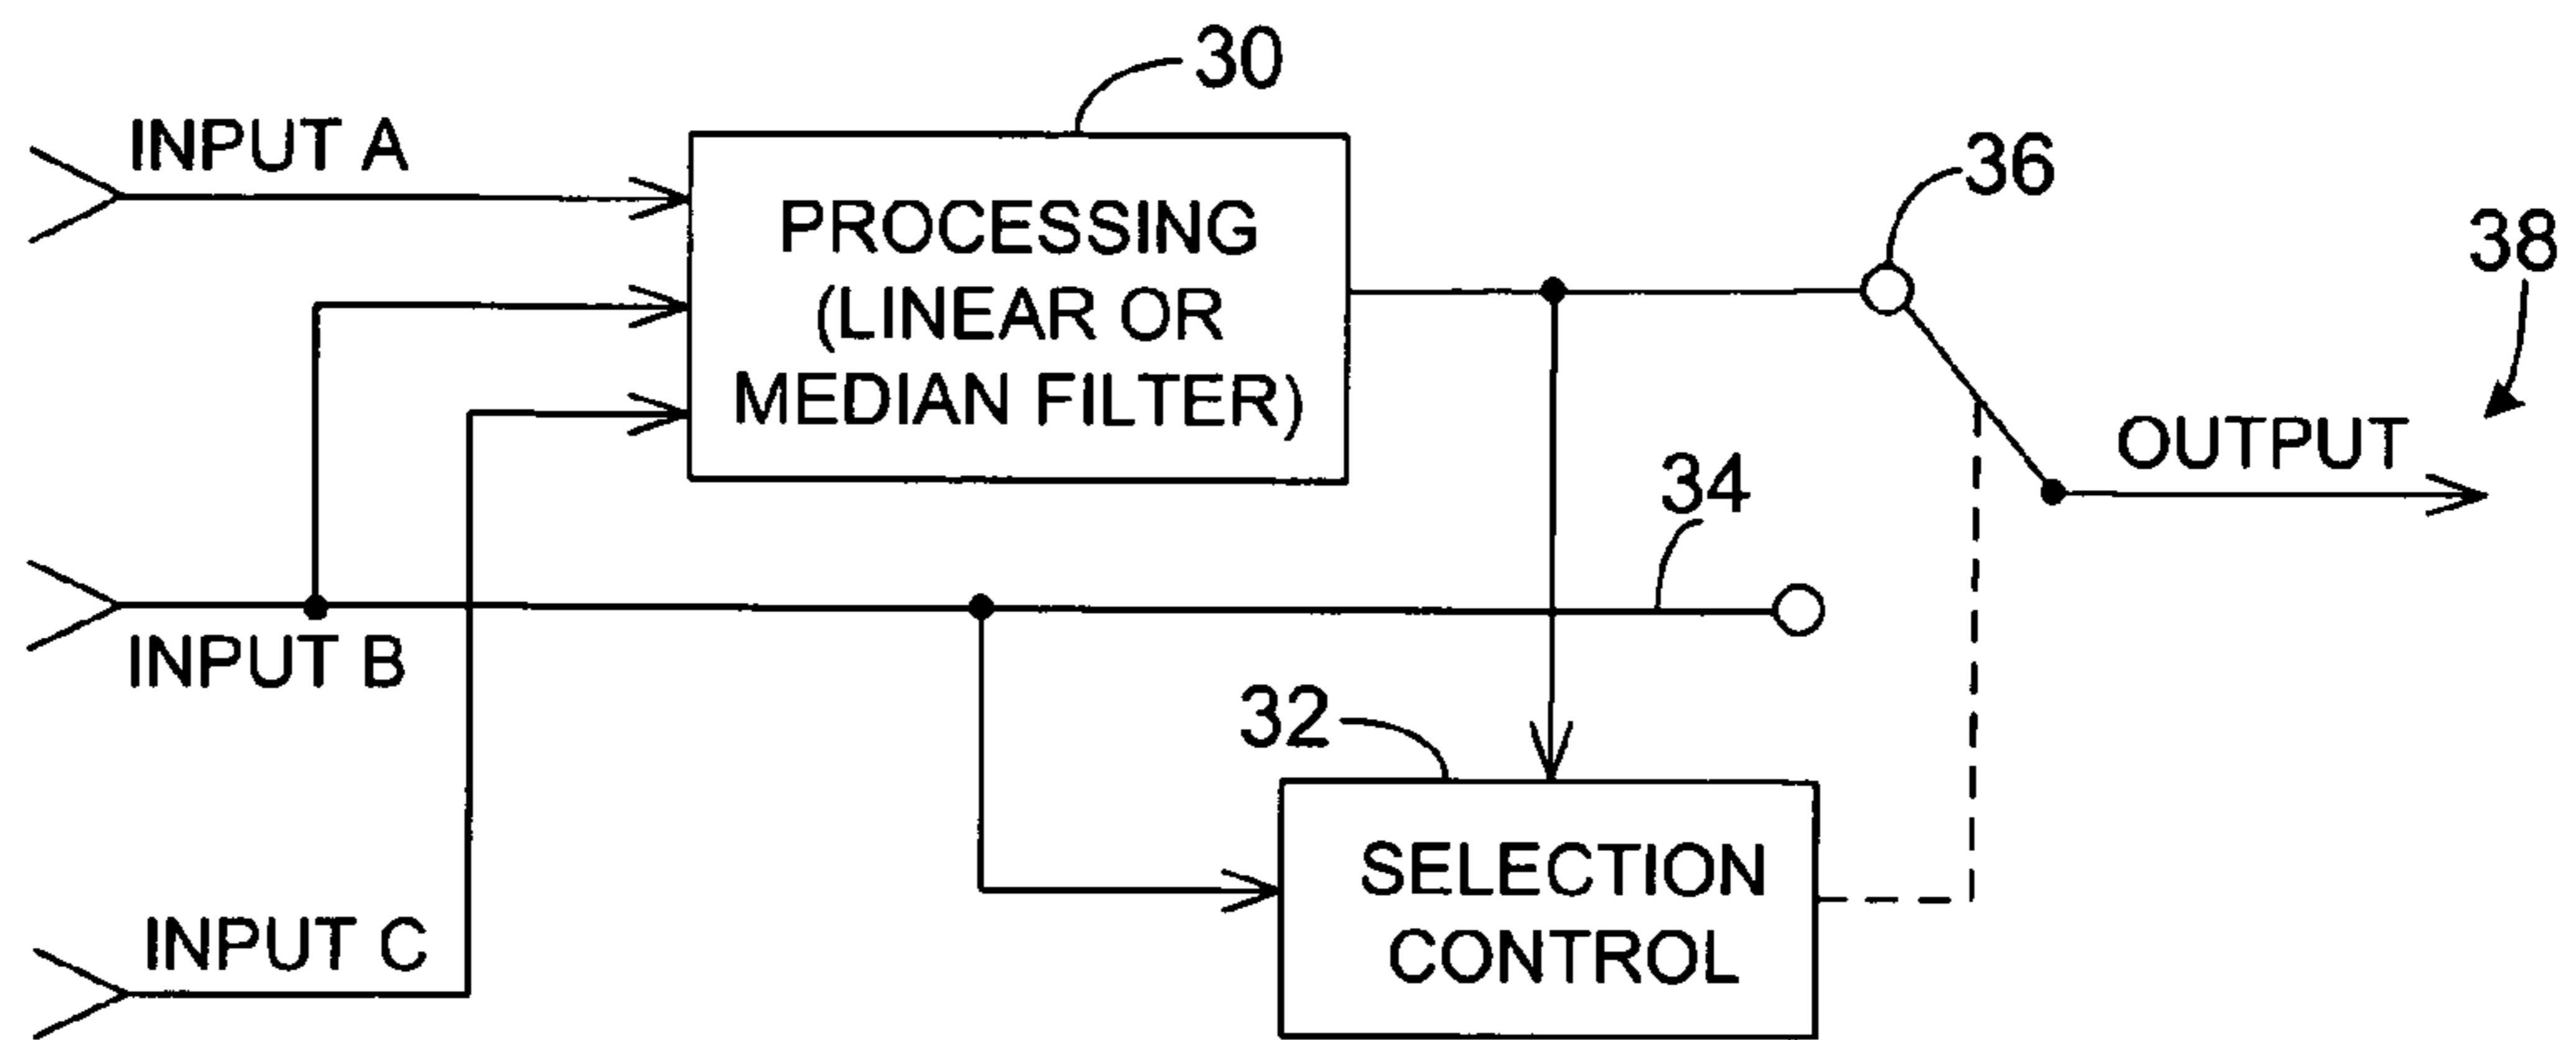 30
INPUT A
36
PROCESSING
(LINEAR OR
MEDIAN FILTER)
38
OUTPUT
34
INPUT B
32
SELECTION
CONTROL
INPUT C